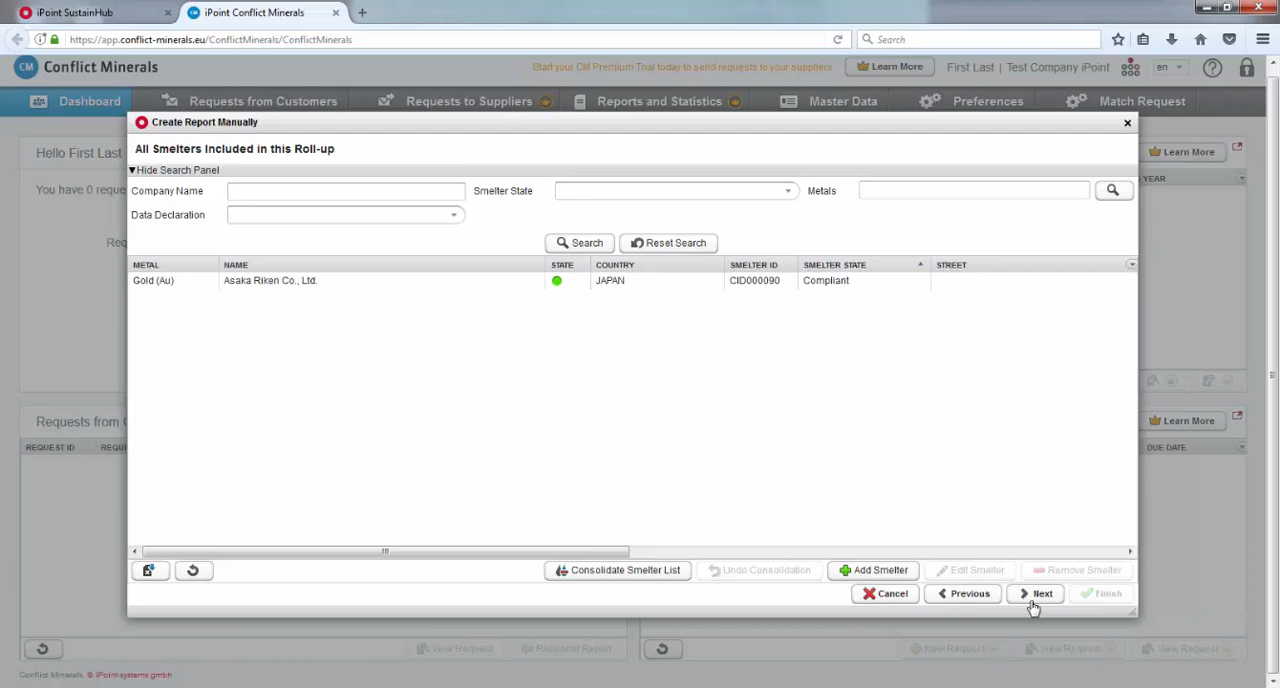 iPoint SustainHub
iPoint Conflict Minerals
https://app.conflict-minerals.eu/ConflictMinerals/ConflictMinerals
Search
CM Conflict Minerals
Start your CM Premium Trial today to send requests to your suppliers
Learn More
First Last | Test Company iPoint
en
Dashboard
Requests from Customers
Requests to Suppliers
Reports and Statistics
Master Data
Preferences
Match Request
Create Report Manually
Hello First Last
All Smelters Included in this Roll-up
Learn More
Hide Search Panel
YEAR
You have 0 reque
Company Name
Smelter State
Metals
Data Declaration
Req
Search
Reset Search
METAL NAME STATE COUNTRY SMELTER ID SMELTER STATE STREET
Gold (Au) Asaka Riken Co., Ltd. JAPAN CID000090 Compliant
Requests from C
Learn More
REQUEST ID REQU
DUE DATE
Consolidate Smelter List
Undo Consolidation
Add Smelter
Edit Smelter
Remove Smelter
Cancel
Previous
Next
Finish
View Request
Resubmit Report
New Request
View Request
View Request
Conflict Minerals © iPoint-systems gmbh